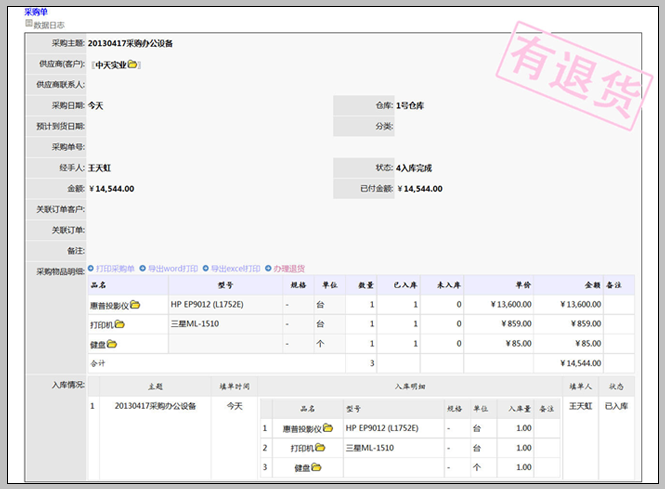 采购单
数据日志
有退货
采购主题: 20130417采购办公设备
供应商(客户): 〖中天实业〗
供应商联系人:
采购日期: 今天 仓库: 1号仓库
预计到货日期: 分类:
采购单号:
经手人: 王天虹 状态: 4入库完成
金额: ￥14,544.00 已付金额: ￥14,544.00
关联订单客户:
关联订单:
备注:
采购物品明细: 打印采购单 导出word打印 导出excel打印 办理退货
品名 型号 规格 单位 数量 已入库 未入库 单价 金额 备注
惠普投影仪 HP EP9012 (L1752E) - 台 1 1 0 ￥13,600.00 ￥13,600.00
打印机 三星ML-1510 - 台 1 1 0 ￥859.00 ￥859.00
健盘 - 个 1 1 0 ￥85.00 ￥85.00
合计 3 ￥14,544.00
入库情况: 主题 填单时间 入库明细 填单人 状态
1 20130417采购办公设备 今天 王天虹 已入库
品名 型号 规格 单位 入库量 备注
1 惠普投影仪 HP EP9012 (L1752E) - 台 1.00
2 打印机 三星ML-1510 - 台 1.00
3 健盘 - 个 1.00